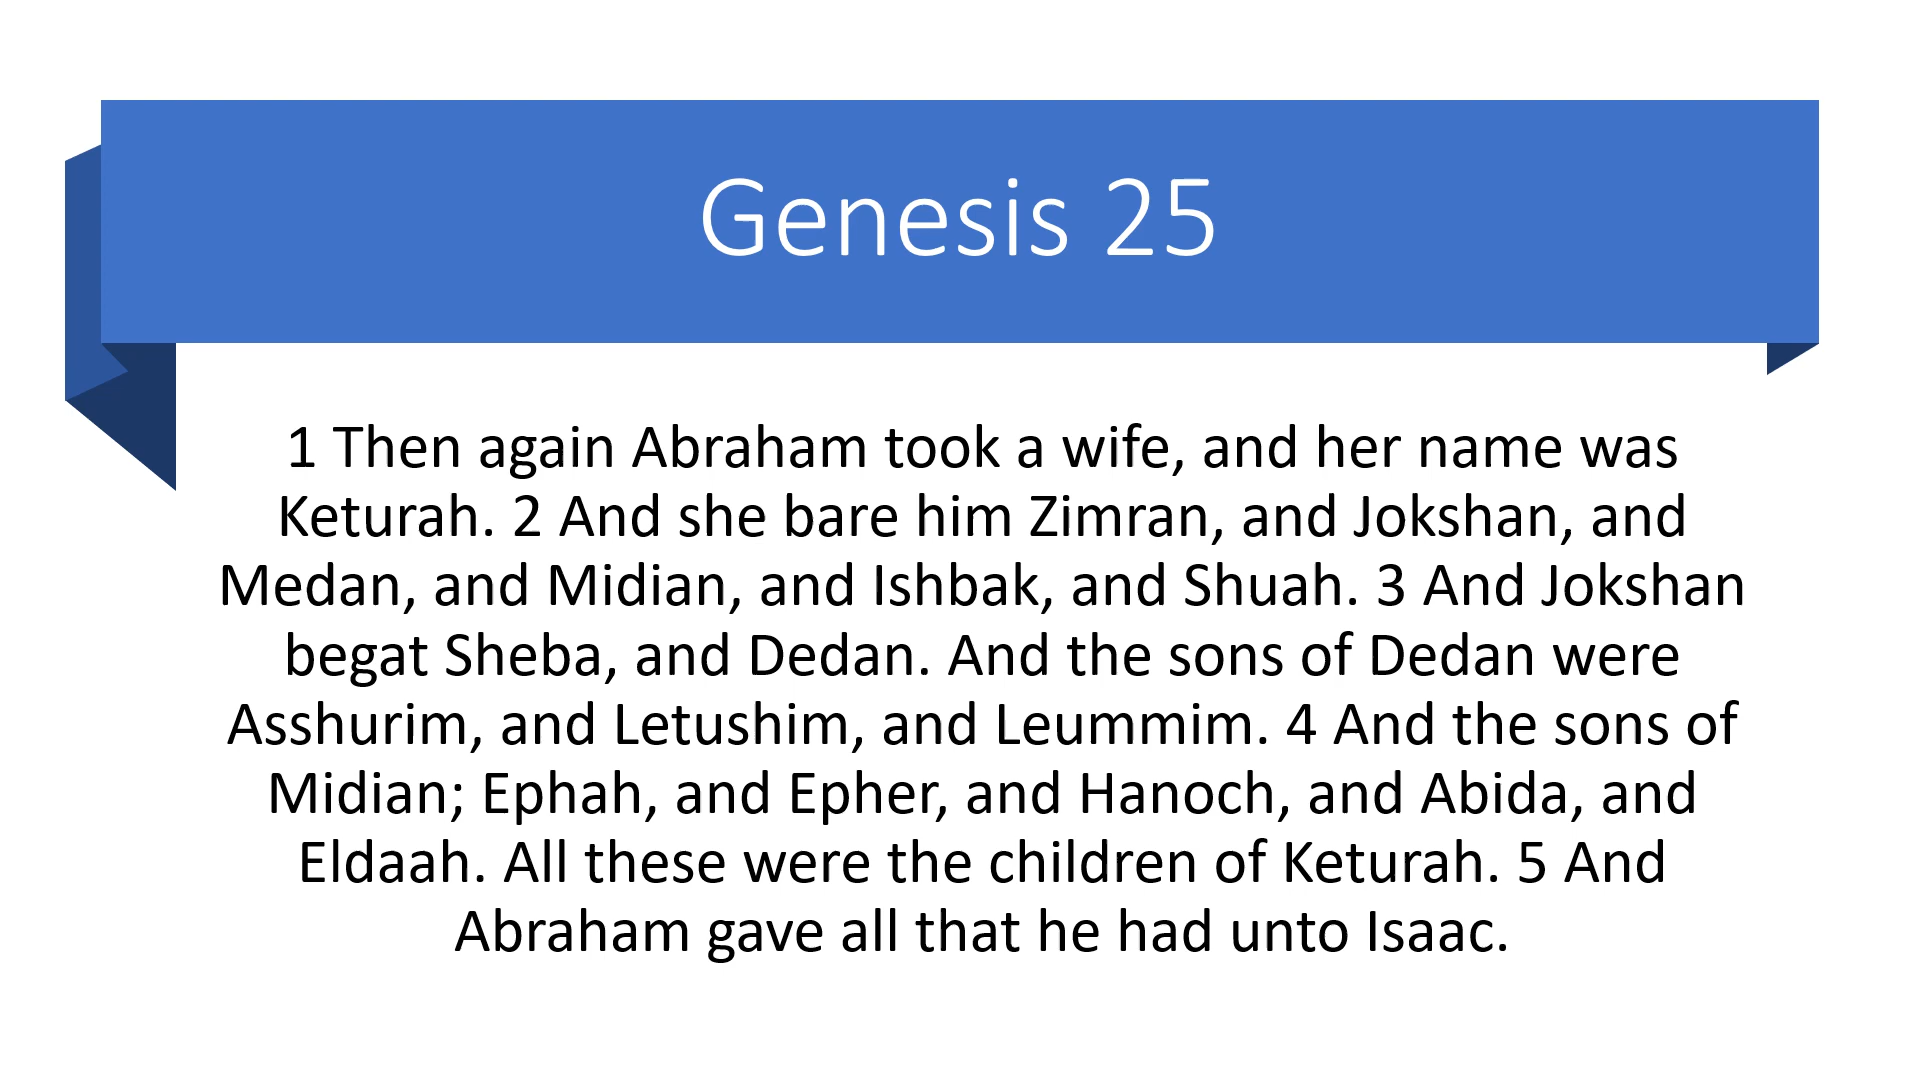 Genesis 25
1 Then again Abraham took a wife, and her name was
Keturah. 2 And she bare him Zimran, and Jokshan, and
Medan, and Midian, and Ishbak, and Shuah. 3 And Jokshan
begat Sheba, and Dedan. And the sons of Dedan were
Asshurim, and Letushim, and Leummim. 4 And the sons of
Midian; Ephah, and Epher, and Hanoch, and Abida, and
Eldaah. All these were the children of Keturah. 5 And
Abraham gave all that he had unto Isaac.